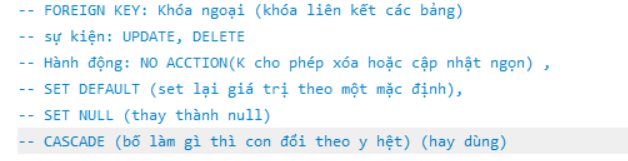 -- FOREIGN KEY: Khóa ngoại (khóa liên kết các bảng)
-- sự kiện: UPDATE, DELETE
-- Hành động: NO ACCTION(K cho phép xóa hoặc cập nhật ngọn) ,
-- SET DEFAULT (set lại giá trị theo một mặc định),
-- SET NULL (thay thành null)
-- CASCADE (bố làm gì thì con đổi theo y hệt) (hay dùng)